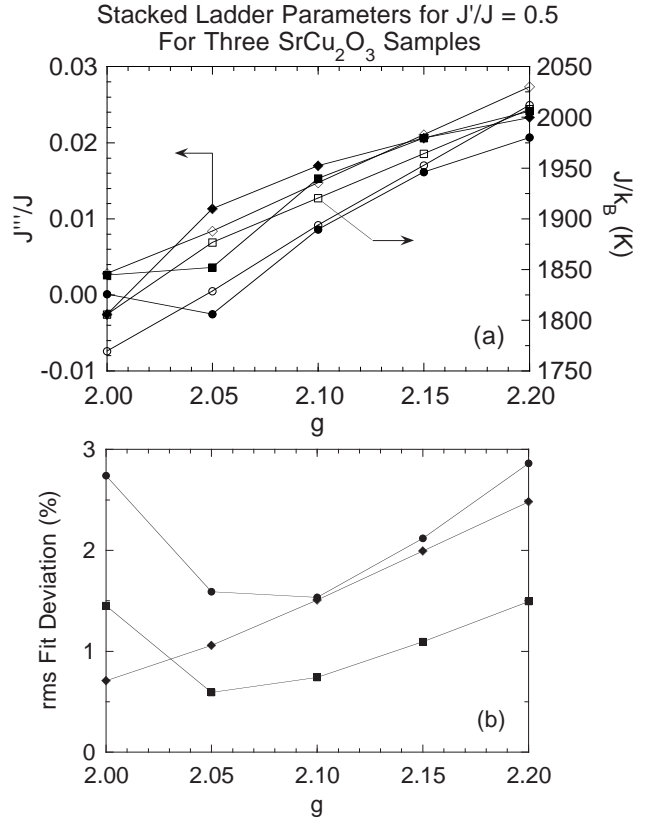 Stacked Ladder Parameters for J'/J = 0.5
For Three SrCu₂O₃ Samples
0.03
0.02
0.01
0.00
-0.01
J'''/J
2050
2000
1950
1900
1850
1800
1750
J/k_B (K)
(a)
2.00 2.05 2.10 2.15 2.20
g
3
2
1
0
rms Fit Deviation (%)
(b)
2.00 2.05 2.10 2.15 2.20
g